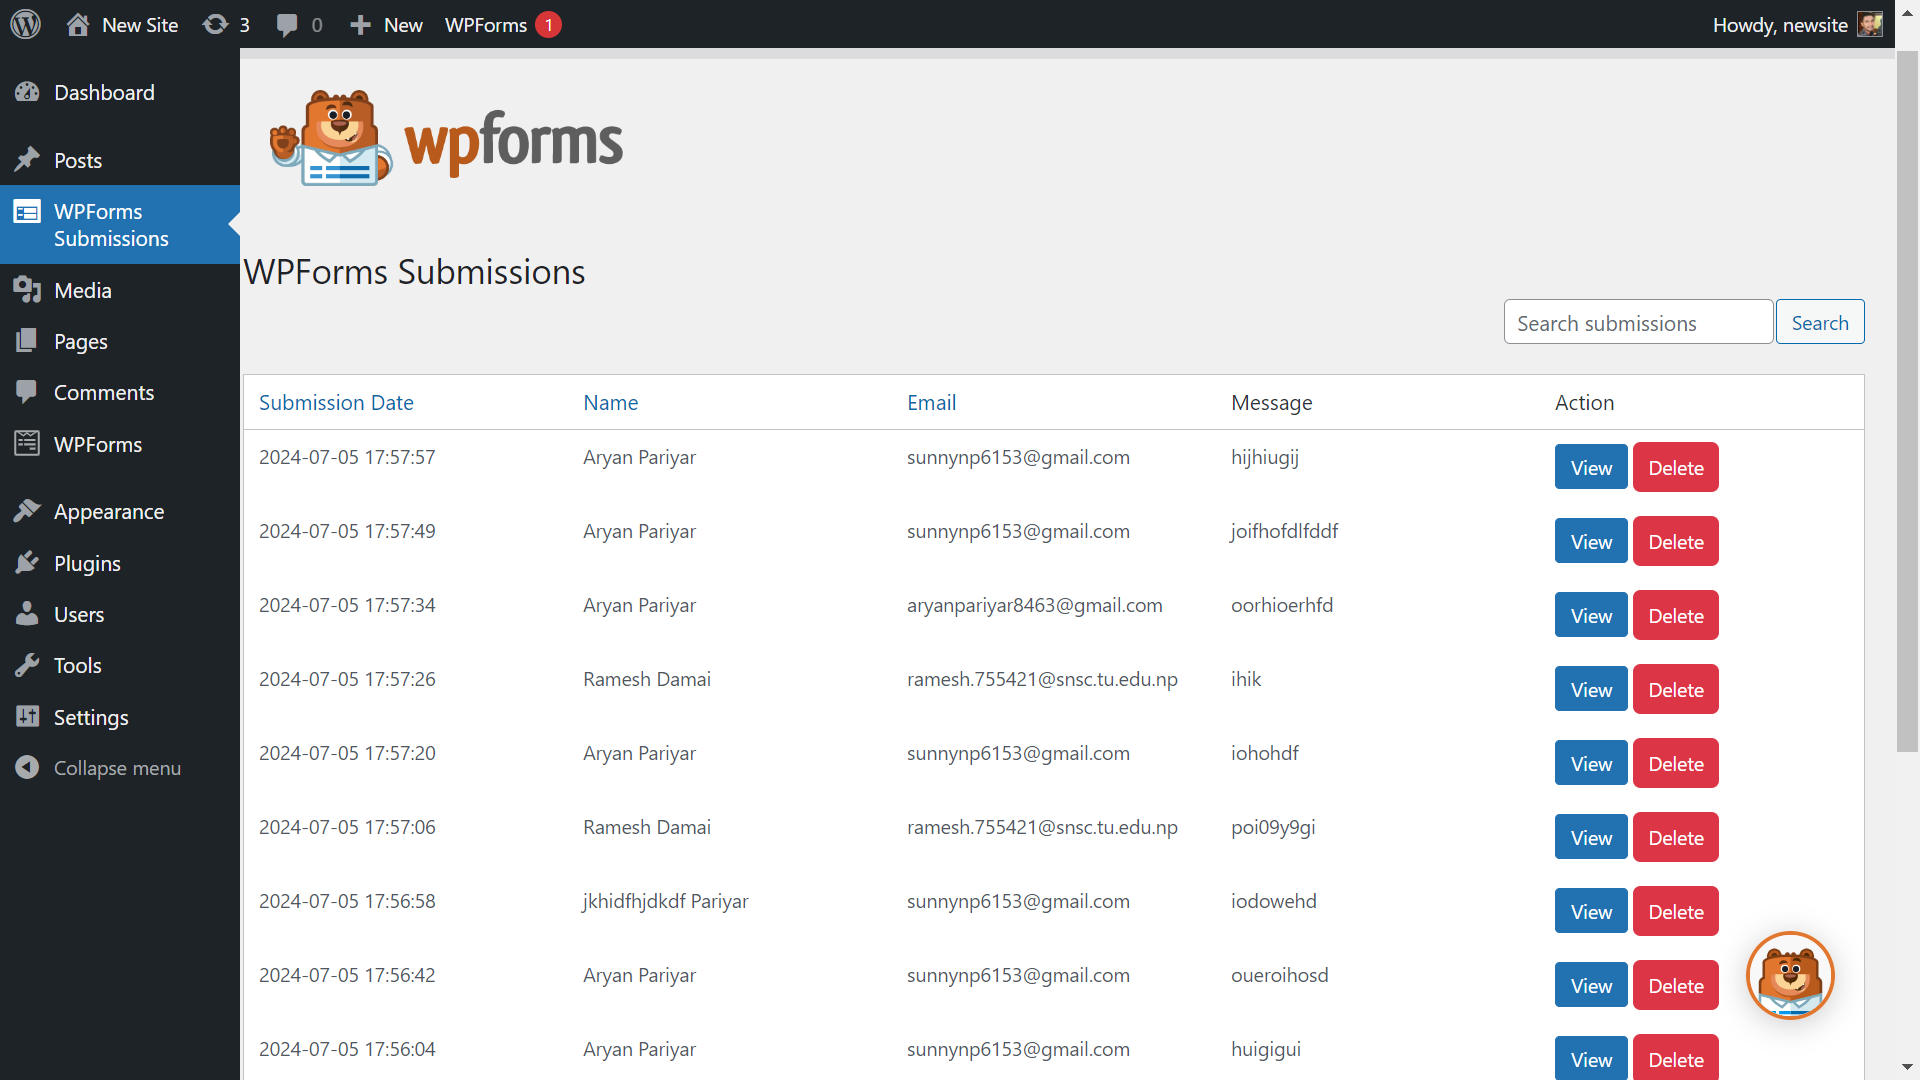 New Site 3 0 New WPForms 1 Howdy, newsite
Dashboard
Posts
WPForms
Submissions
Media
Pages
Comments
WPForms
Appearance
Plugins
Users
Tools
Settings
Collapse menu
wpforms
WPForms Submissions
Search submissions Search
Submission Date Name Email Message Action
2024-07-05 17:57:57 Aryan Pariyar sunnynp6153@gmail.com hijhiugij View Delete
2024-07-05 17:57:49 Aryan Pariyar sunnynp6153@gmail.com joifhofdlfddf View Delete
2024-07-05 17:57:34 Aryan Pariyar aryanpariyar8463@gmail.com oorhioerhfd View Delete
2024-07-05 17:57:26 Ramesh Damai ramesh.755421@snsc.tu.edu.np ihik View Delete
2024-07-05 17:57:20 Aryan Pariyar sunnynp6153@gmail.com iohohdf View Delete
2024-07-05 17:57:06 Ramesh Damai ramesh.755421@snsc.tu.edu.np poi09y9gi View Delete
2024-07-05 17:56:58 jkhidfhjdkdf Pariyar sunnynp6153@gmail.com iodowehd View Delete
2024-07-05 17:56:42 Aryan Pariyar sunnynp6153@gmail.com oueroihosd View Delete
2024-07-05 17:56:04 Aryan Pariyar sunnynp6153@gmail.com huigigui View Delete